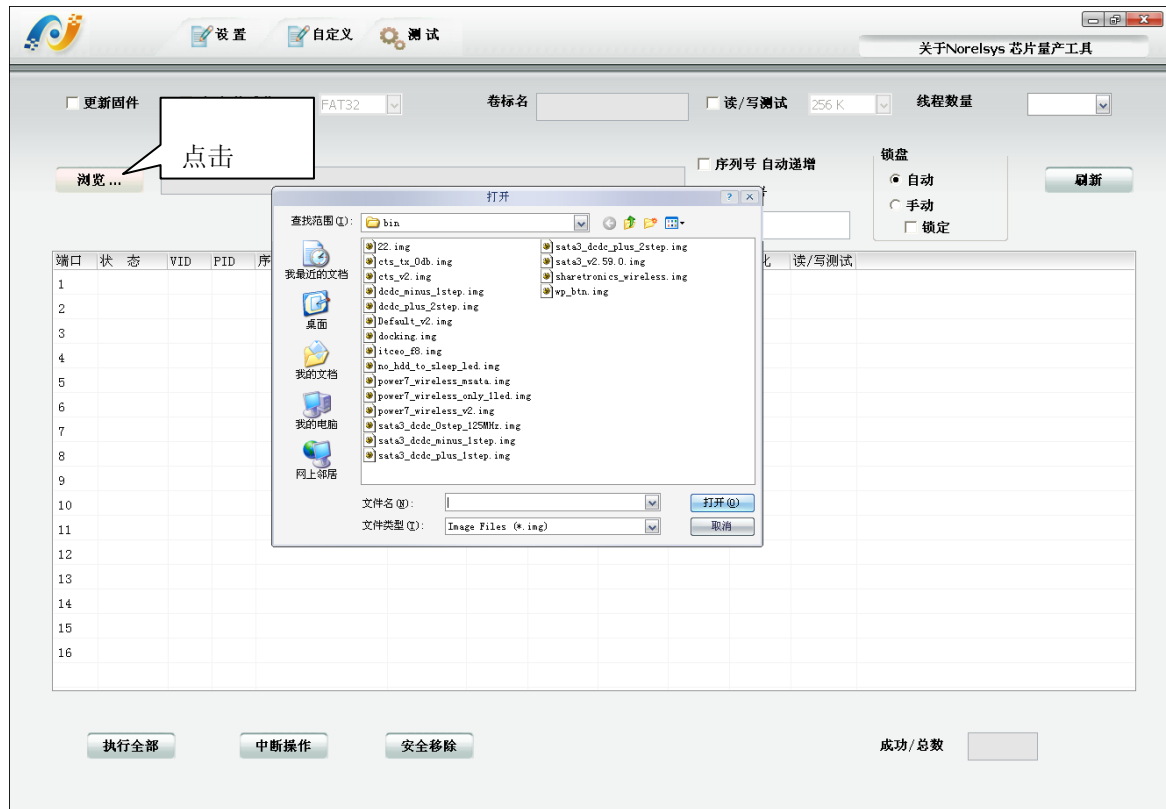 设 置 自定义 测 试
关于Norelsys 芯片量产工具
更新固件 FAT32 卷标名 读/写测试 256 K 线程数量
点击
浏览 ... 序列号 自动递增 锁盘 刷新
自动
手动
锁定
打开
查找范围(I): bin
我最近的文档
桌面
我的文档
我的电脑
网上邻居
22.img
cts_tx_0db.img
cts_v2.img
dcdc_minus_1step.img
dcdc_plus_2step.img
Default_v2.img
docking.img
itceo_f8.img
no_hdd_to_sleep_led.img
power7_wireless_msata.img
power7_wireless_only_1led.img
power7_wireless_v2.img
sata3_dcdc_0step_125MHz.img
sata3_dcdc_minus_1step.img
sata3_dcdc_plus_1step.img
sata3_dcdc_plus_2step.img
sata3_v2.59.0.img
sharetronics_wireless.img
wp_btn.img
文件名(N): 打开(O)
文件类型(T): Image Files (*.img) 取消
端口 状 态 VID PID 序 化 读/写测试
1
2
3
4
5
6
7
8
9
10
11
12
13
14
15
16
执行全部 中断操作 安全移除 成功/总数